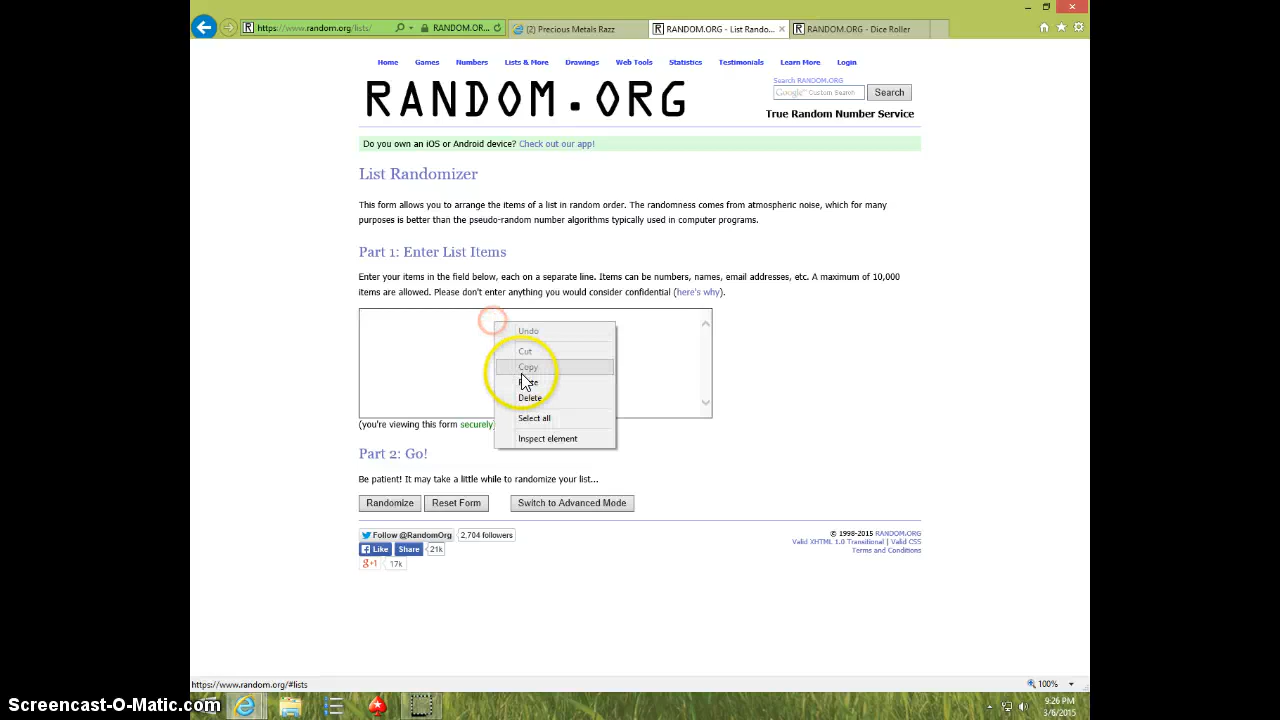 https://www.random.org/lists/
RANDOM.OR...
(2) Precious Metals Razz
RANDOM.ORG - List Rando...
RANDOM.ORG - Dice Roller
Home Games Numbers Lists & More Drawings Web Tools Statistics Testimonials Learn More Login
RANDOM.ORG
Search RANDOM.ORG
Google Custom Search
Search
True Random Number Service
Do you own an iOS or Android device? Check out our app!
List Randomizer
This form allows you to arrange the items of a list in random order. The randomness comes from atmospheric noise, which for many
purposes is better than the pseudo-random number algorithms typically used in computer programs.
Part 1: Enter List Items
Enter your items in the field below, each on a separate line. Items can be numbers, names, email addresses, etc. A maximum of 10,000
items are allowed. Please don't enter anything you would consider confidential (here's why).
Undo
Cut
Copy
Paste
Delete
Select all
Inspect element
(you're viewing this form securely
Part 2: Go!
Be patient! It may take a little while to randomize your list...
Randomize Reset Form Switch to Advanced Mode
Follow @RandomOrg 2,704 followers
Like Share 21k
g+1 17k
© 1998-2015 RANDOM.ORG
Valid XHTML 1.0 Transitional | Valid CSS
Terms and Conditions
https://www.random.org/#lists
100%
9:26 PM
3/6/2015
Screencast-O-Matic.com